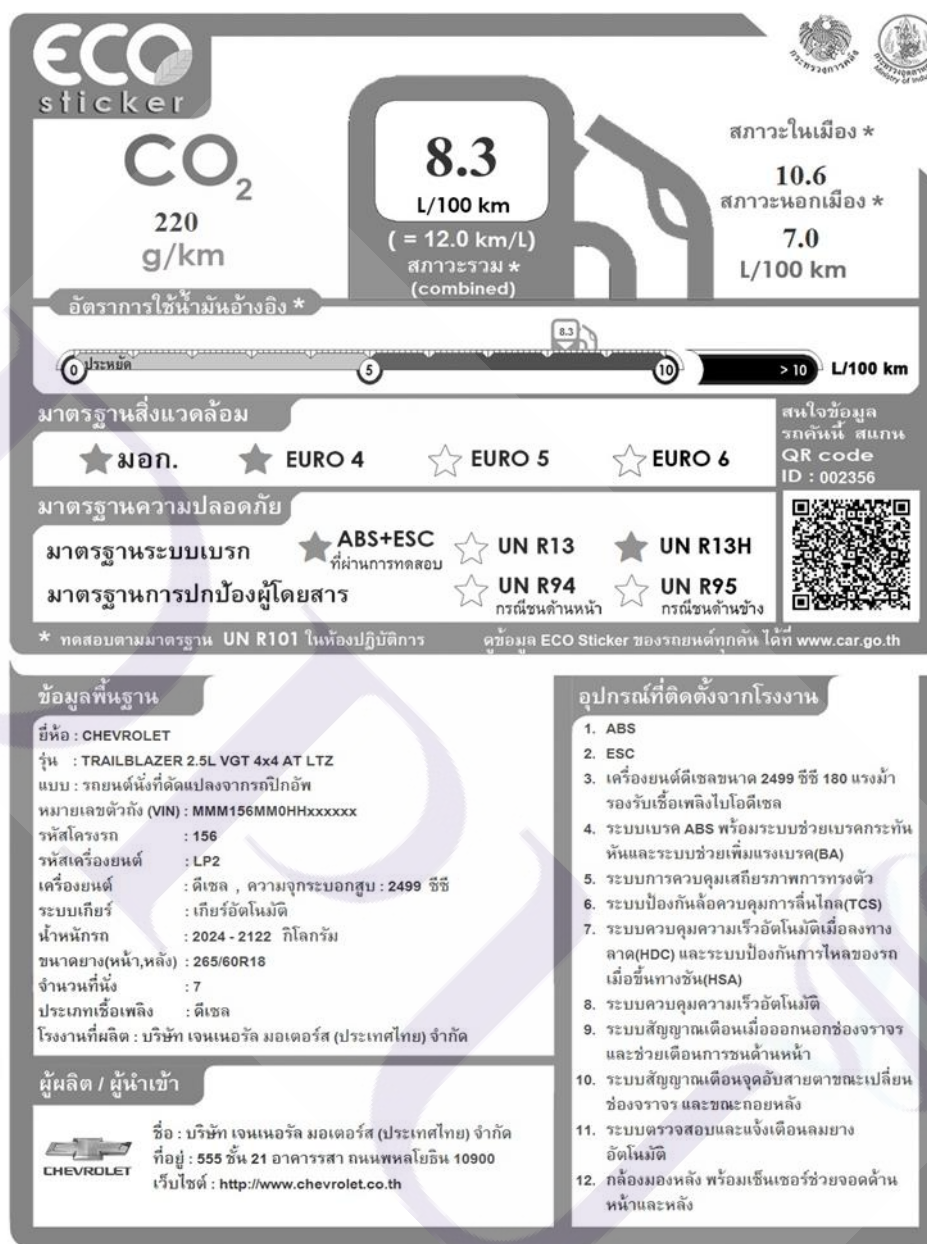 ECO
sticker
กระทรวงการคลัง
กระทรวงอุตสาหกรรม
Ministry of Indu
CO2
220
g/km
8.3
L/100 km
( = 12.0 km/L)
สภาวะรวม *
(combined)
สภาวะในเมือง *
10.6
สภาวะนอกเมือง *
7.0
L/100 km
อัตราการใช้น้ำมันอ้างอิง *
8.3
0 ประหยัด 5 10 > 10 L/100 km
มาตรฐานสิ่งแวดล้อม
มอก. EURO 4 EURO 5 EURO 6
สนใจข้อมูล
รถคันนี้ สแกน
QR code
ID : 002356
มาตรฐานความปลอดภัย
มาตรฐานระบบเบรก ABS+ESC UN R13 UN R13H
ที่ผ่านการทดสอบ
มาตรฐานการปกป้องผู้โดยสาร UN R94 UN R95
กรณีชนด้านหน้า กรณีชนด้านข้าง
* ทดสอบตามมาตรฐาน UN R101 ในห้องปฏิบัติการ ดูข้อมูล ECO Sticker ของรถยนต์ทุกคัน ได้ที่ www.car.go.th
ข้อมูลพื้นฐาน
ยี่ห้อ : CHEVROLET
รุ่น : TRAILBLAZER 2.5L VGT 4x4 AT LTZ
แบบ : รถยนต์นั่งที่ดัดแปลงจากรถปิกอัพ
หมายเลขตัวถัง (VIN) : MMM156MM0HHxxxxxx
รหัสโครงรถ : 156
รหัสเครื่องยนต์ : LP2
เครื่องยนต์ : ดีเซล , ความจุกระบอกสูบ : 2499 ซีซี
ระบบเกียร์ : เกียร์อัตโนมัติ
น้ำหนักรถ : 2024 - 2122 กิโลกรัม
ขนาดยาง(หน้า,หลัง) : 265/60R18
จำนวนที่นั่ง : 7
ประเภทเชื้อเพลิง : ดีเซล
โรงงานที่ผลิต : บริษัท เจนเนอรัล มอเตอร์ส (ประเทศไทย) จำกัด
ผู้ผลิต / ผู้นำเข้า
CHEVROLET
ชื่อ : บริษัท เจนเนอรัล มอเตอร์ส (ประเทศไทย) จำกัด
ที่อยู่ : 555 ชั้น 21 อาคารรสา ถนนพหลโยธิน 10900
เว็บไซต์ : http://www.chevrolet.co.th
อุปกรณ์ที่ติดตั้งจากโรงงาน
1. ABS
2. ESC
3. เครื่องยนต์ดีเซลขนาด 2499 ซีซี 180 แรงม้า
รองรับเชื้อเพลิงไบโอดีเซล
4. ระบบเบรค ABS พร้อมระบบช่วยเบรคกระทัน
หันและระบบช่วยเพิ่มแรงเบรค(BA)
5. ระบบการควบคุมเสถียรภาพการทรงตัว
6. ระบบป้องกันล้อควบคุมการลื่นไถล(TCS)
7. ระบบควบคุมความเร็วอัตโนมัติเมื่อลงทาง
ลาด(HDC) และระบบป้องกันการไหลของรถ
เมื่อขึ้นทางชัน(HSA)
8. ระบบควบคุมความเร็วอัตโนมัติ
9. ระบบสัญญาณเตือนเมื่อออกนอกช่องจราจร
และช่วยเตือนการชนด้านหน้า
10. ระบบสัญญาณเตือนจุดอับสายตาขณะเปลี่ยน
ช่องจราจร และขณะถอยหลัง
11. ระบบตรวจสอบและแจ้งเตือนลมยาง
อัตโนมัติ
12. กล้องมองหลัง พร้อมเซ็นเซอร์ช่วยจอดด้าน
หน้าและหลัง